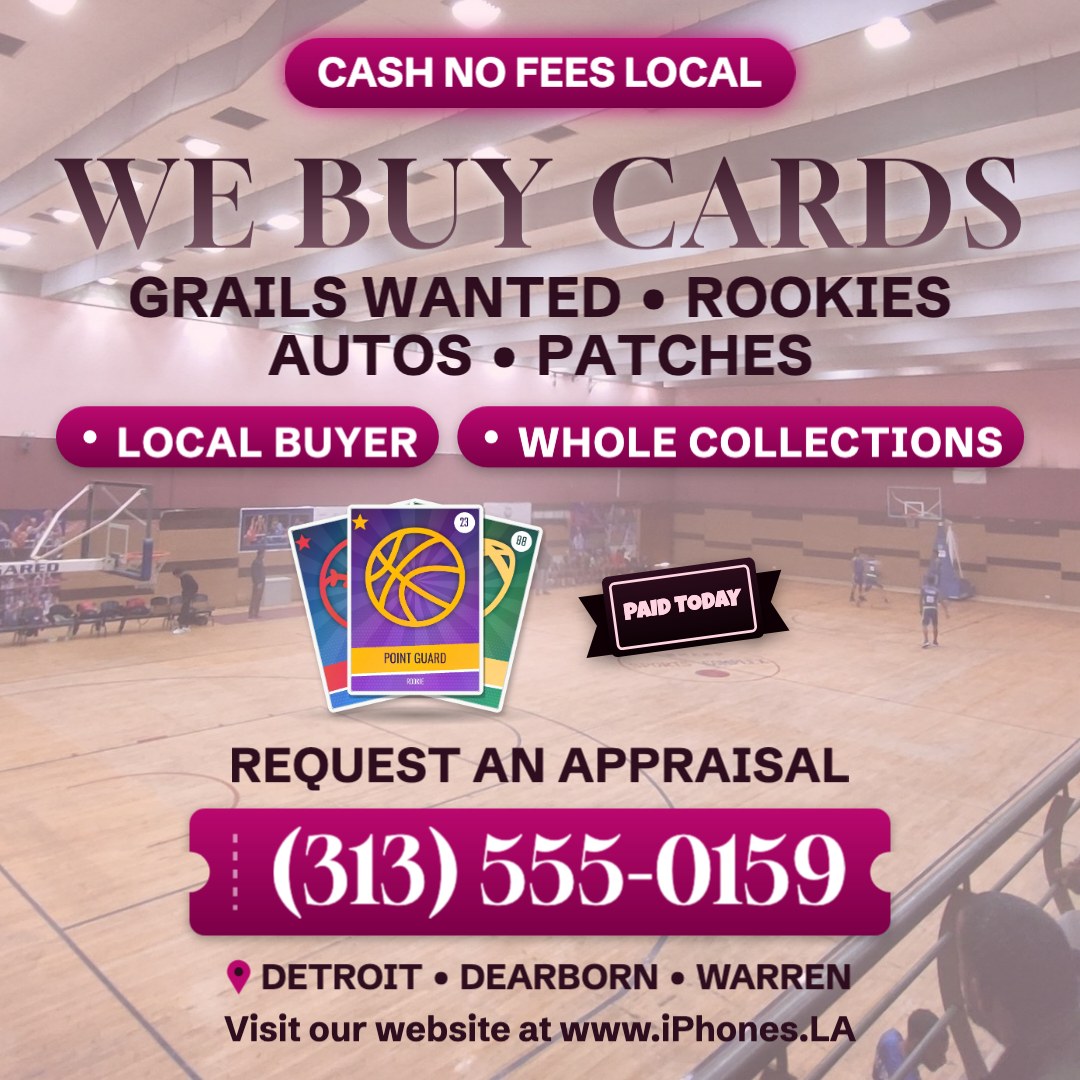 CASH NO FEES LOCAL
WE BUY CARDS
GRAILS WANTED • ROOKIES
AUTOS • PATCHES
• LOCAL BUYER
• WHOLE COLLECTIONS
23
88
POINT GUARD
ROOKIE
PAID TODAY
REQUEST AN APPRAISAL
(313) 555-0159
DETROIT • DEARBORN • WARREN
Visit our website at www.iPhones.LA